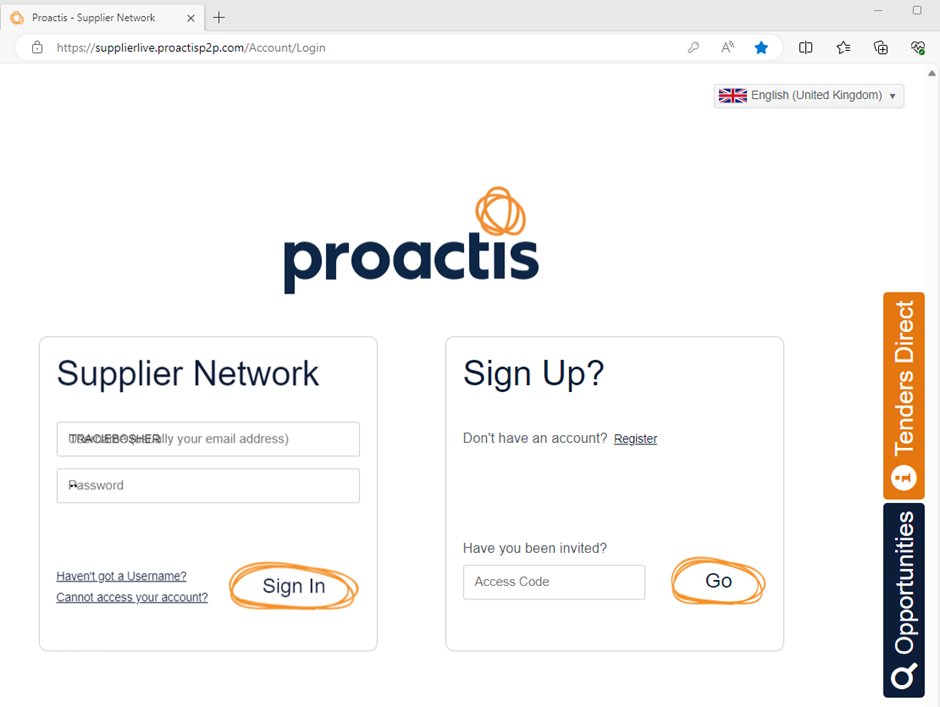 Proactis - Supplier Network
https://supplierlive.proactisp2p.com/Account/Login
English (United Kingdom)
proactis
Supplier Network
TRACIEBOSHER
your email address)
Password
Haven't got a Username?
Cannot access your account?
Sign In
Sign Up?
Don't have an account? Register
Have you been invited?
Access Code
Go
Tenders Direct
Opportunities